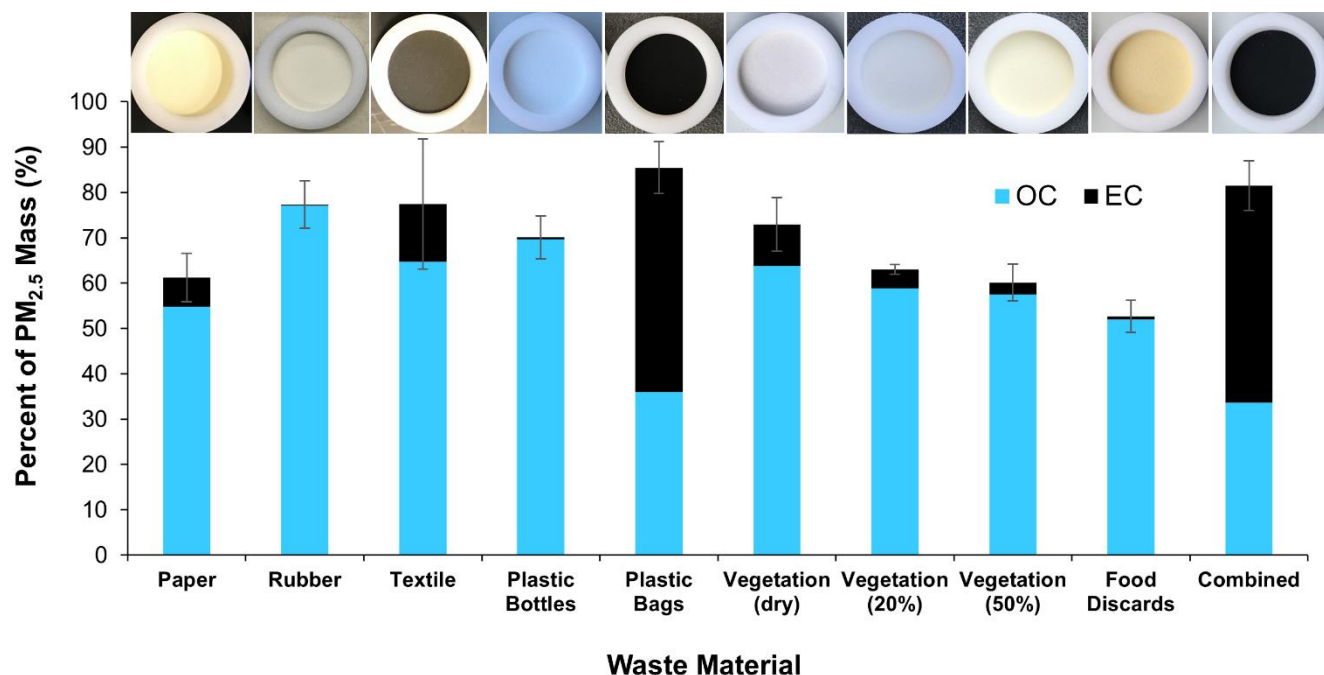 100
90
80
70
60
50
40
30
20
10
0
Percent of PM2.5 Mass (%)
OC EC
Paper
Rubber
Textile
Plastic
Bottles
Plastic
Bags
Vegetation
(dry)
Vegetation
(20%)
Vegetation
(50%)
Food
Discards
Combined
Waste Material